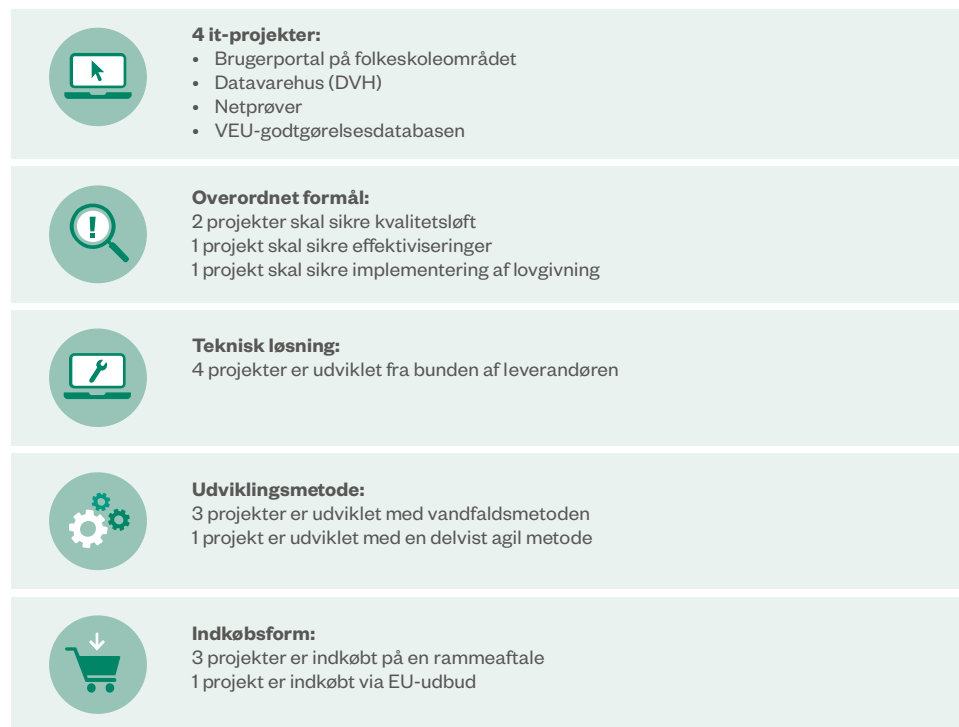 4 it-projekter:
• Brugerportal på folkeskoleområdet
• Datavarehus (DVH)
• Netprøver
• VEU-godtgørelsesdatabasen
Overordnet formål:
2 projekter skal sikre kvalitetsløft
1 projekt skal sikre effektiviseringer
1 projekt skal sikre implementering af lovgivning
Teknisk løsning:
4 projekter er udviklet fra bunden af leverandøren
Udviklingsmetode:
3 projekter er udviklet med vandfaldsmetoden
1 projekt er udviklet med en delvist agil metode
Indkøbsform:
3 projekter er indkøbt på en rammeaftale
1 projekt er indkøbt via EU-udbud